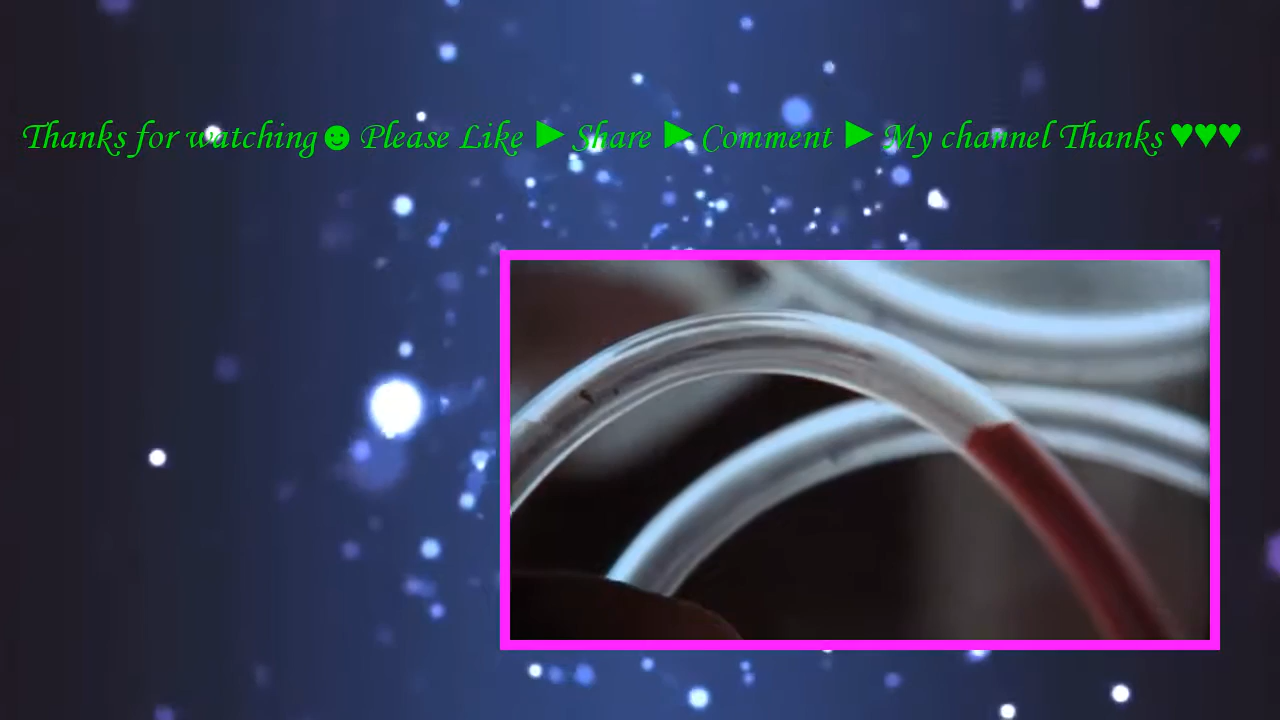 Thanks for watching☻Please Like ► Share ► Comment ► My channel Thanks ♥♥♥